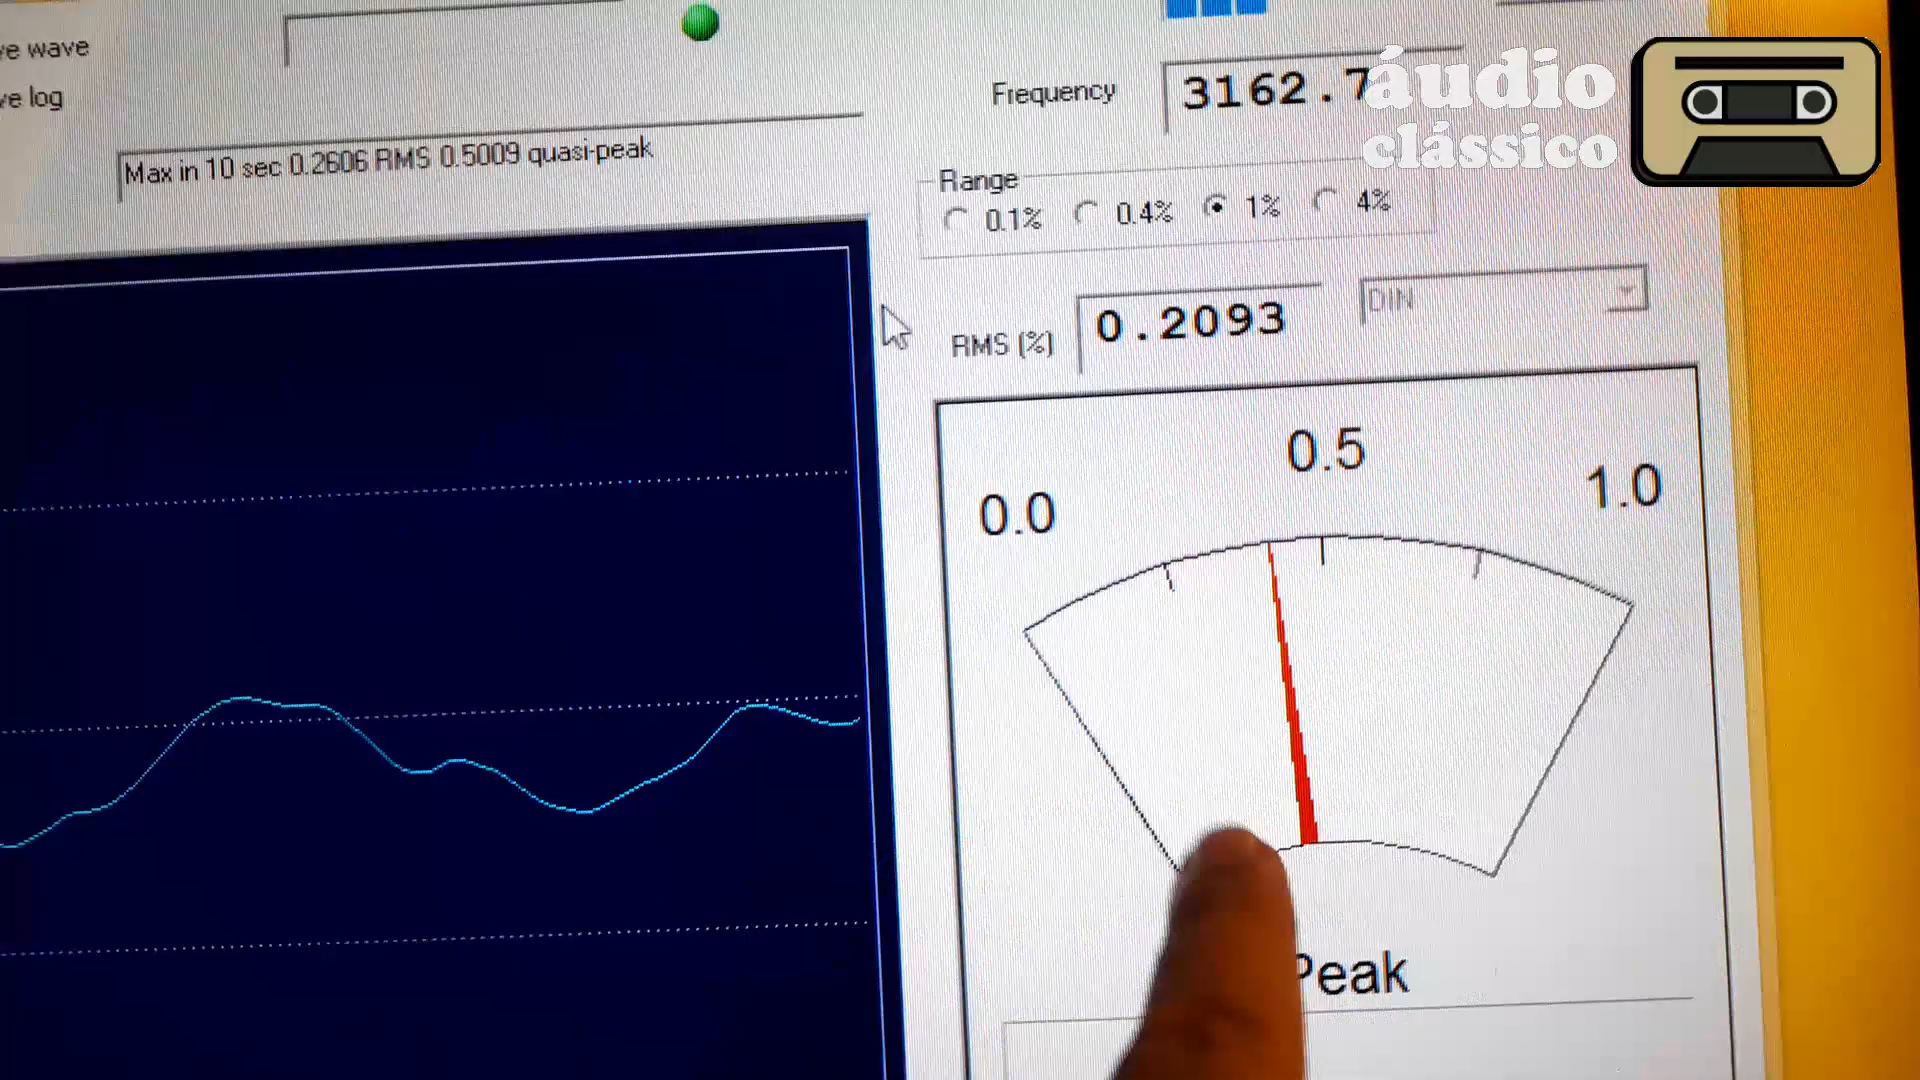 ve wave
ve log
Max in 10 sec 0.2606 RMS 0.5009 quasi-peak
Frequency 3162.7
áudio
clássico
Range
0.1% 0.4% 1% 4%
RMS (%) 0.2093 DIN
0.0 0.5 1.0
Peak